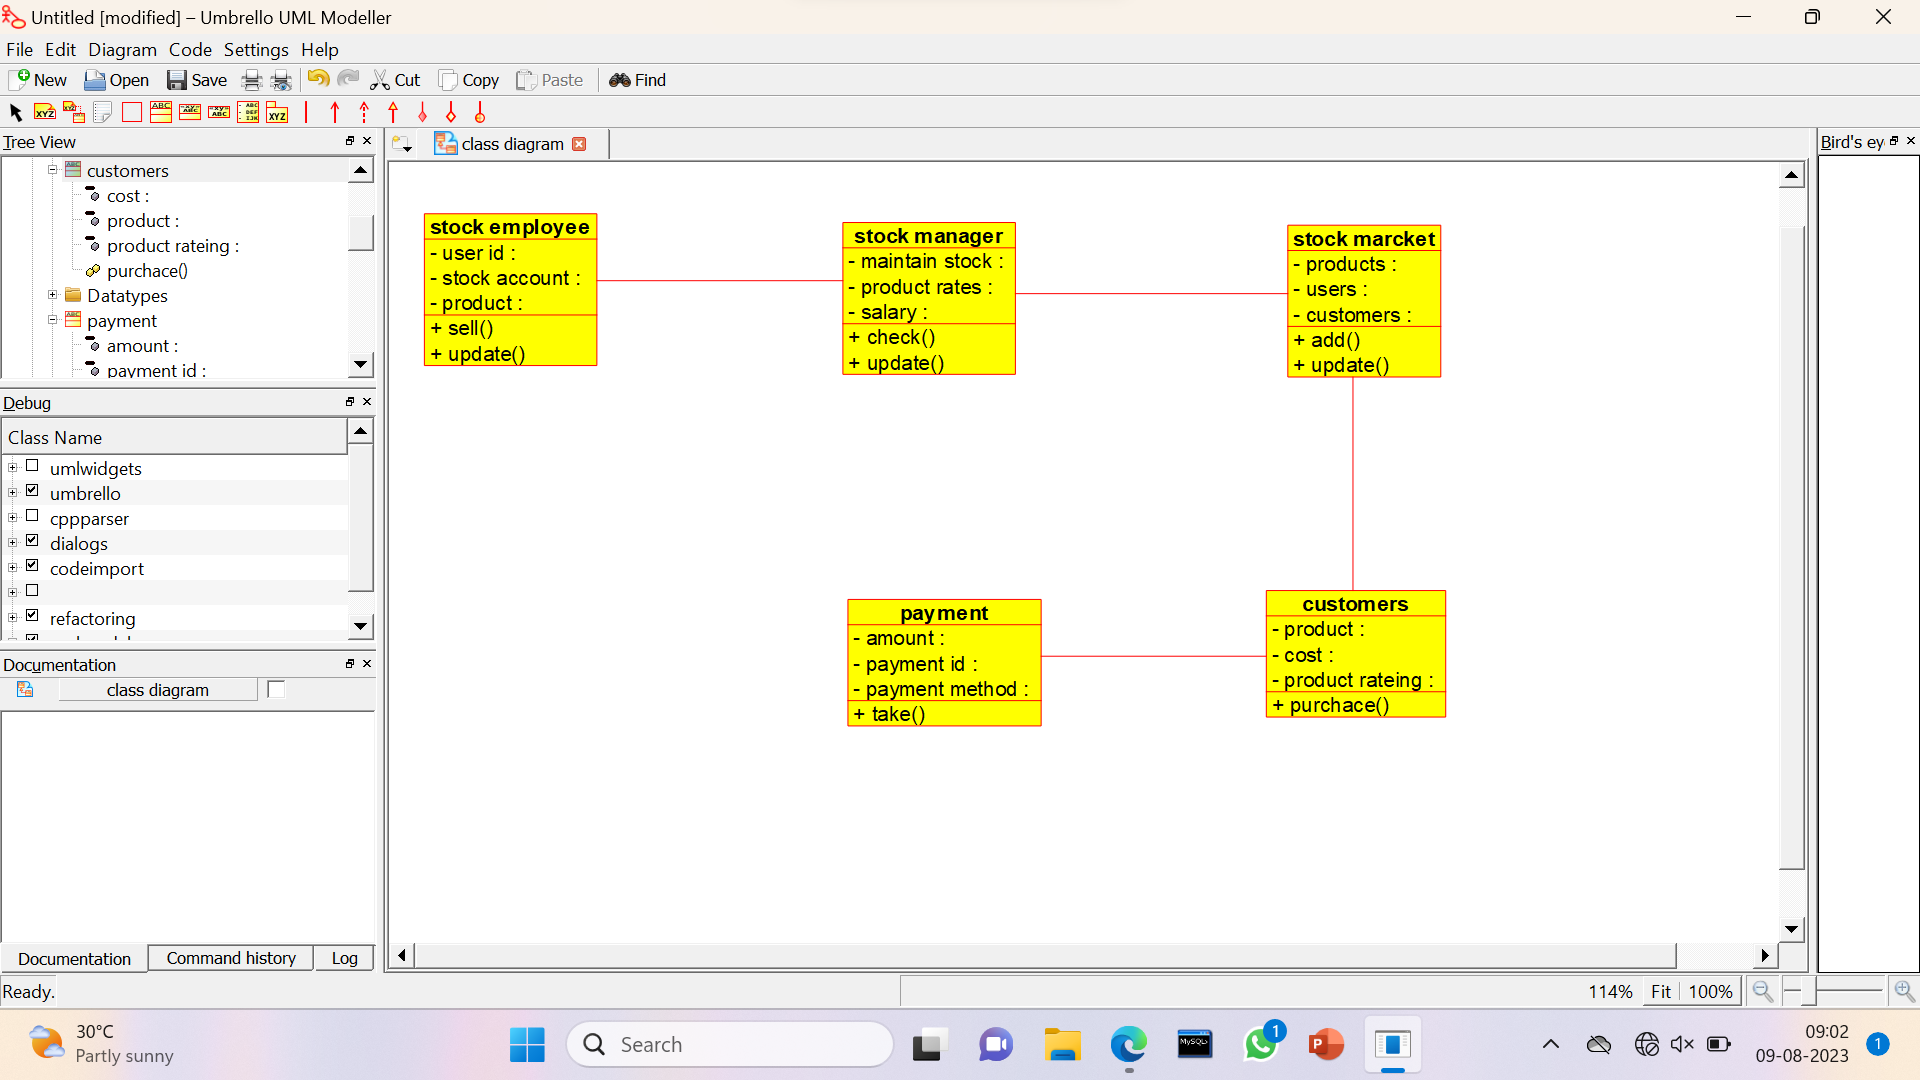 Untitled [modified] – Umbrello UML Modeller
File Edit Diagram Code Settings Help
New Open Save Cut Copy Paste Find
Tree View
customers
cost :
product :
product rateing :
purchace()
Datatypes
payment
amount :
payment id :
Debug
Class Name
umlwidgets
umbrello
cppparser
dialogs
codeimport
refactoring
Documentation
class diagram
Documentation Command history Log
class diagram
stock employee
- user id :
- stock account :
- product :
+ sell()
+ update()
stock manager
- maintain stock :
- product rates :
- salary :
+ check()
+ update()
stock marcket
- products :
- users :
- customers :
+ add()
+ update()
payment
- amount :
- payment id :
- payment method :
+ take()
customers
- product :
- cost :
- product rateing :
+ purchace()
Bird's ey
Ready.
114% Fit 100%
30°C
Partly sunny
Search
09:02
09-08-2023
1
1